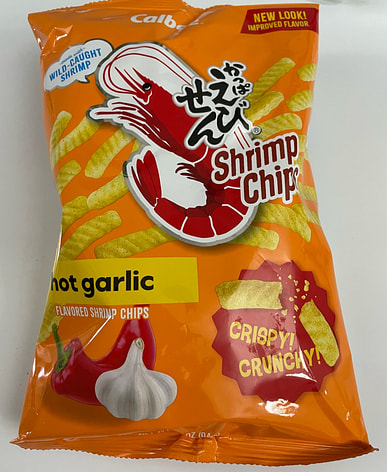 Calb
NEW LOOK!
IMPROVED FLAVOR
WILD-CAUGHT
SHRIMP
かっぱ
えび
せん
®
Shrimp
Chips
hot garlic
FLAVORED SHRIMP CHIPS
CRISPY!
CRUNCHY!